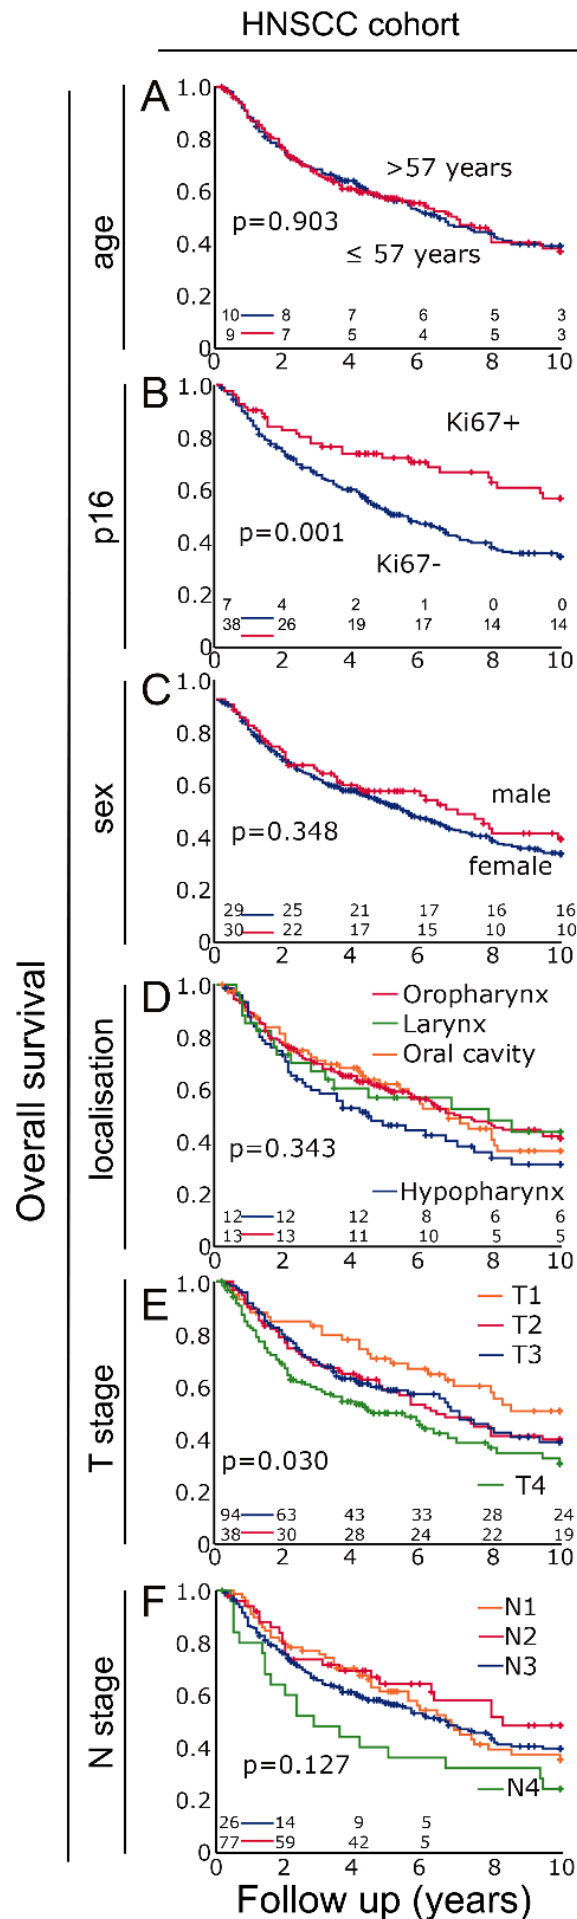 HNSCC cohort
Overall survival
A
age
1.0
0.8
0.6
0.4
0.2
0
>57 years
p=0.903
≤ 57 years
10 8 7 6 5 3
9 7 5 4 5 3
2 4 6 8 10
B
p16
1.0
0.8
0.6
0.4
0.2
0
Ki67+
p=0.001
Ki67-
7 4 2 1 0 0
38 26 19 17 14 14
2 4 6 8 10
C
sex
1.0
0.8
0.6
0.4
0.2
0
male
p=0.348
female
29 25 21 17 16 16
30 22 17 15 10 10
2 4 6 8 10
D
localisation
1.0
0.8
0.6
0.4
0.2
0
Oropharynx
Larynx
Oral cavity
p=0.343
Hypopharynx
12 12 12 8 6 6
13 13 11 10 5 5
0 2 4 6 8 10
E
T stage
1.0
0.8
0.6
0.4
0.2
0
T1
T2
T3
p=0.030
T4
94 63 43 33 28 24
38 30 28 24 22 19
2 4 6 8 10
F
N stage
1.0
0.8
0.6
0.4
0.2
0
N1
N2
N3
p=0.127
N4
26 14 9 5
77 59 42 5
0 2 4 6 8 10
Follow up (years)